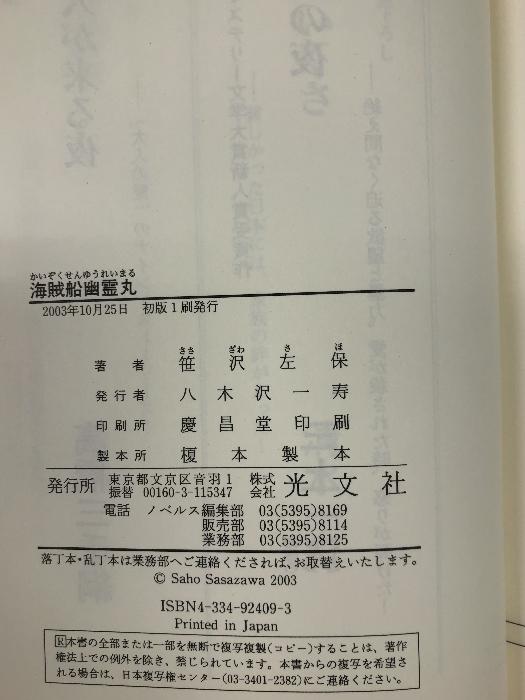 かいぞくせんゆうれいまる
海賊船幽霊丸
2003年10月25日 初版1刷発行
ささ ざわ さ ほ
著者 笹沢左保
発行者 八木沢一寿
印刷所 慶昌堂印刷
製本所 榎本製本
発行所 東京都文京区音羽1 株式会社 光文社
振替 00160-3-115347
電話 ノベルス編集部 03(5395)8169
販売部 03(5395)8114
業務部 03(5395)8125
落丁本・乱丁本は業務部へご連絡くだされば、お取替えいたします。
© Saho Sasazawa 2003
ISBN4-334-92409-3
Printed in Japan
Ⓡ本書の全部または一部を無断で複写複製(コピー)することは、著作
権法上での例外を除き、禁じられています。本書からの複写を希望さ
れる場合は、日本複写権センター(03-3401-2382)にご連絡ください。